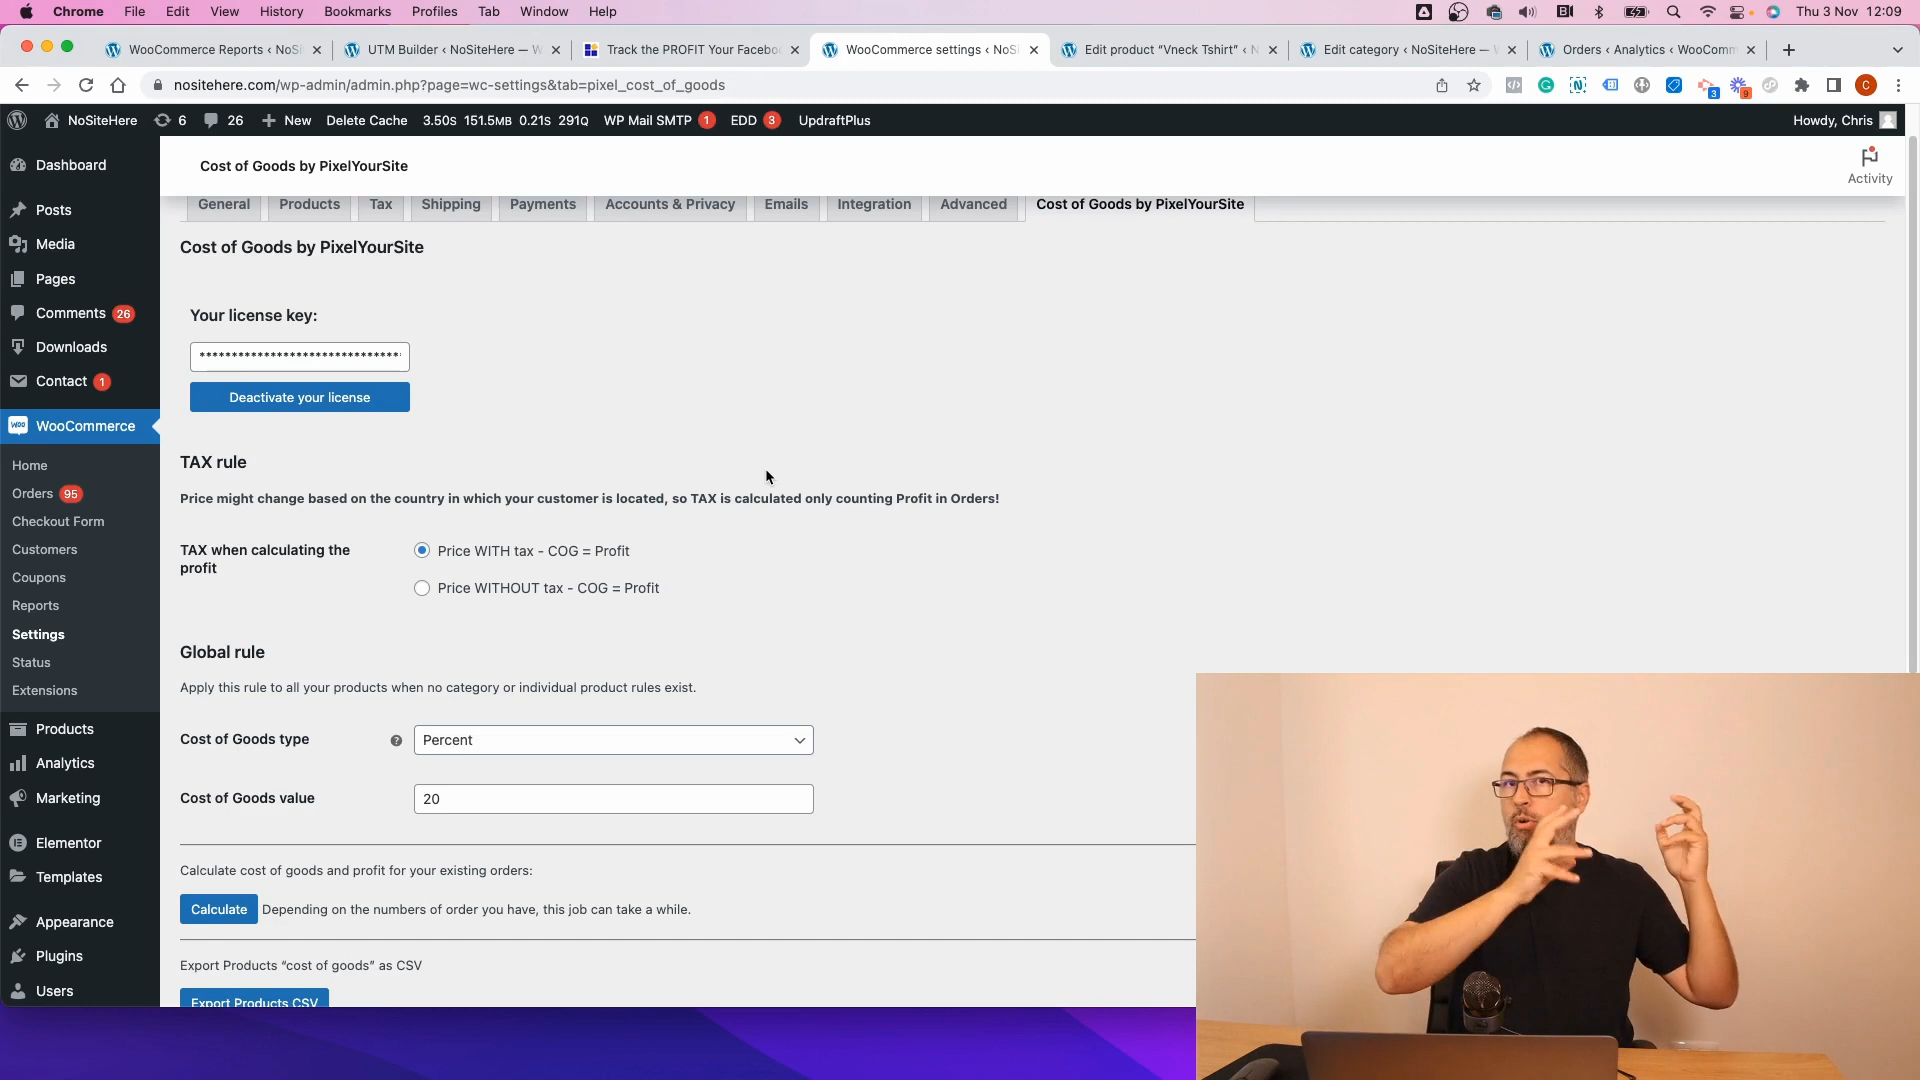 Chrome File Edit View History Bookmarks Profiles Tab Window Help
Thu 3 Nov 12:09
WooCommerce Reports ‹ NoSi
UTM Builder ‹ NoSiteHere — W
Track the PROFIT Your Facebo
WooCommerce settings ‹ NoSi
Edit product “Vneck Tshirt” ‹ N
Edit category ‹ NoSiteHere — W
Orders ‹ Analytics ‹ WooComm
nositehere.com/wp-admin/admin.php?page=wc-settings&tab=pixel_cost_of_goods
3
9
C
NoSiteHere 6 26 New Delete Cache 3.50S 151.5MB 0.21S 291Q WP Mail SMTP 1 EDD 3 UpdraftPlus
Howdy, Chris
Dashboard
Posts
Media
Pages
Comments 26
Downloads
Contact 1
WooCommerce
Home
Orders 95
Checkout Form
Customers
Coupons
Reports
Settings
Status
Extensions
Products
Analytics
Marketing
Elementor
Templates
Appearance
Plugins
Users
Cost of Goods by PixelYourSite
Activity
General Products Tax Shipping Payments Accounts & Privacy Emails Integration Advanced Cost of Goods by PixelYourSite
Cost of Goods by PixelYourSite
Your license key:
********************************
Deactivate your license
TAX rule
Price might change based on the country in which your customer is located, so TAX is calculated only counting Profit in Orders!
TAX when calculating the
profit
Price WITH tax - COG = Profit
Price WITHOUT tax - COG = Profit
Global rule
Apply this rule to all your products when no category or individual product rules exist.
Cost of Goods type ? Percent
Cost of Goods value 20
Calculate cost of goods and profit for your existing orders:
Calculate Depending on the numbers of order you have, this job can take a while.
Export Products “cost of goods” as CSV
Export Products CSV